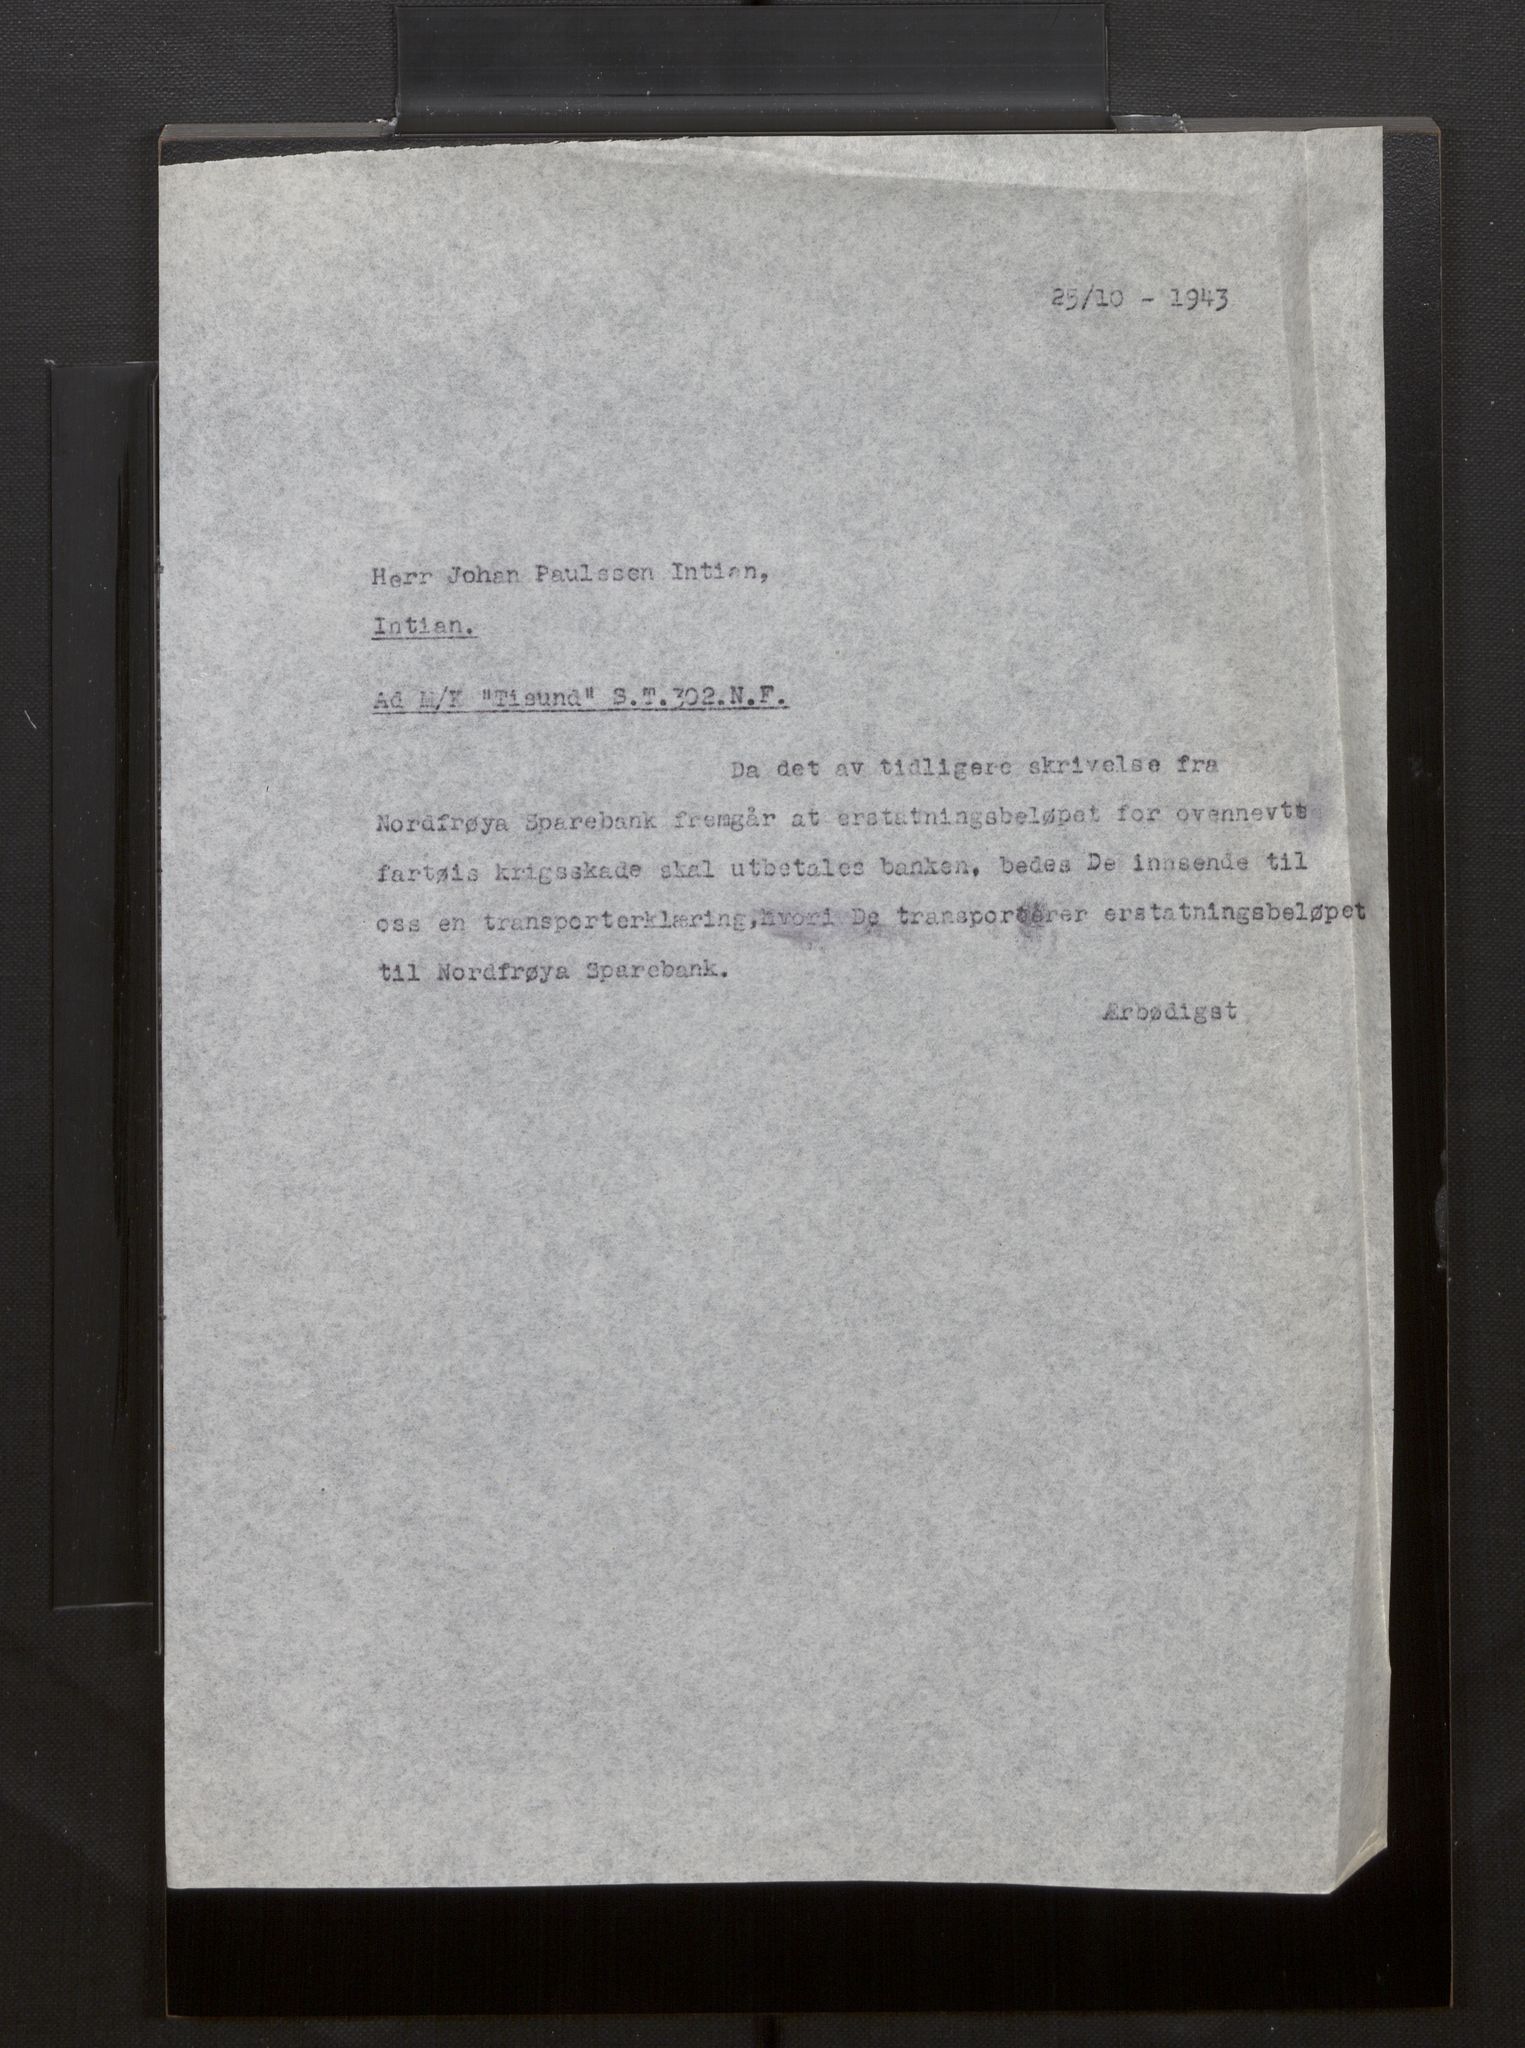 25/10 - 1943
Herr Johan Paulssen Intian,
Intian.
Ad M/K "Tisund" S.T.302.N.F.
Da det av tidligere skrivelse fra
Nordfrøya Sparebank fremgår at erstatningsbeløpet for ovennevte
fartøis krigsskade skal utbetales banken, bedes De innsende til
oss en transporterklæring,hvori De transporterer erstatningsbeløpet
til Nordfrøya Sparebank.
Ærbødigst